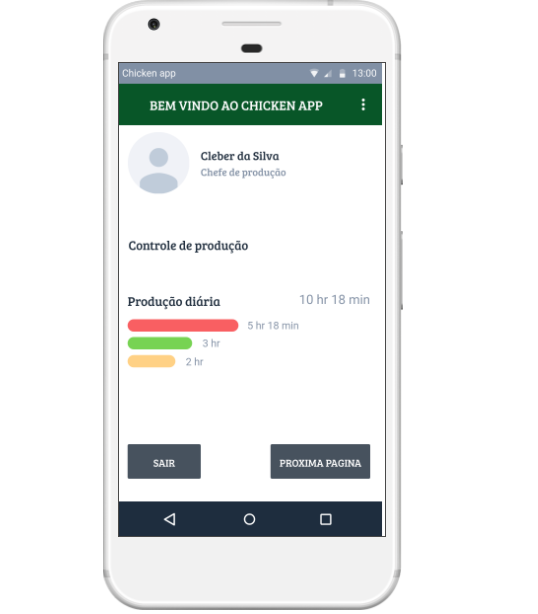 Chicken app 13:00
BEM VINDO AO CHICKEN APP
Cleber da Silva
Chefe de produção
Controle de produção
Produção diária 10 hr 18 min
5 hr 18 min
3 hr
2 hr
SAIR PROXIMA PAGINA